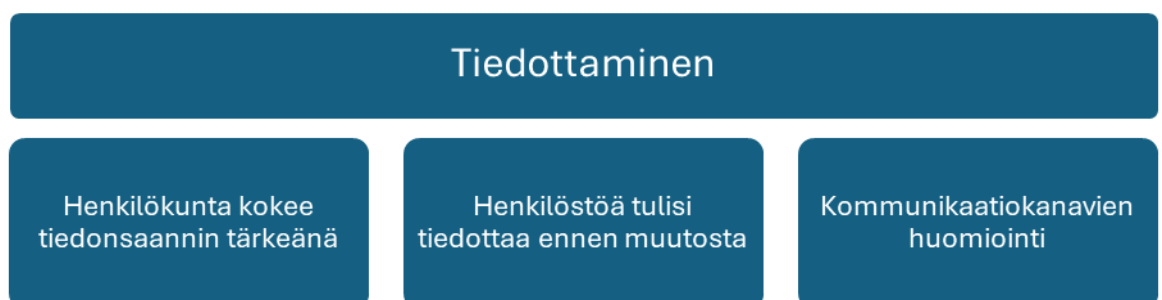 Tiedottaminen
Henkilökunta kokee
tiedonsaannin tärkeänä
Henkilöstöä tulisi
tiedottaa ennen muutosta
Kommunikaatiokanavien
huomiointi